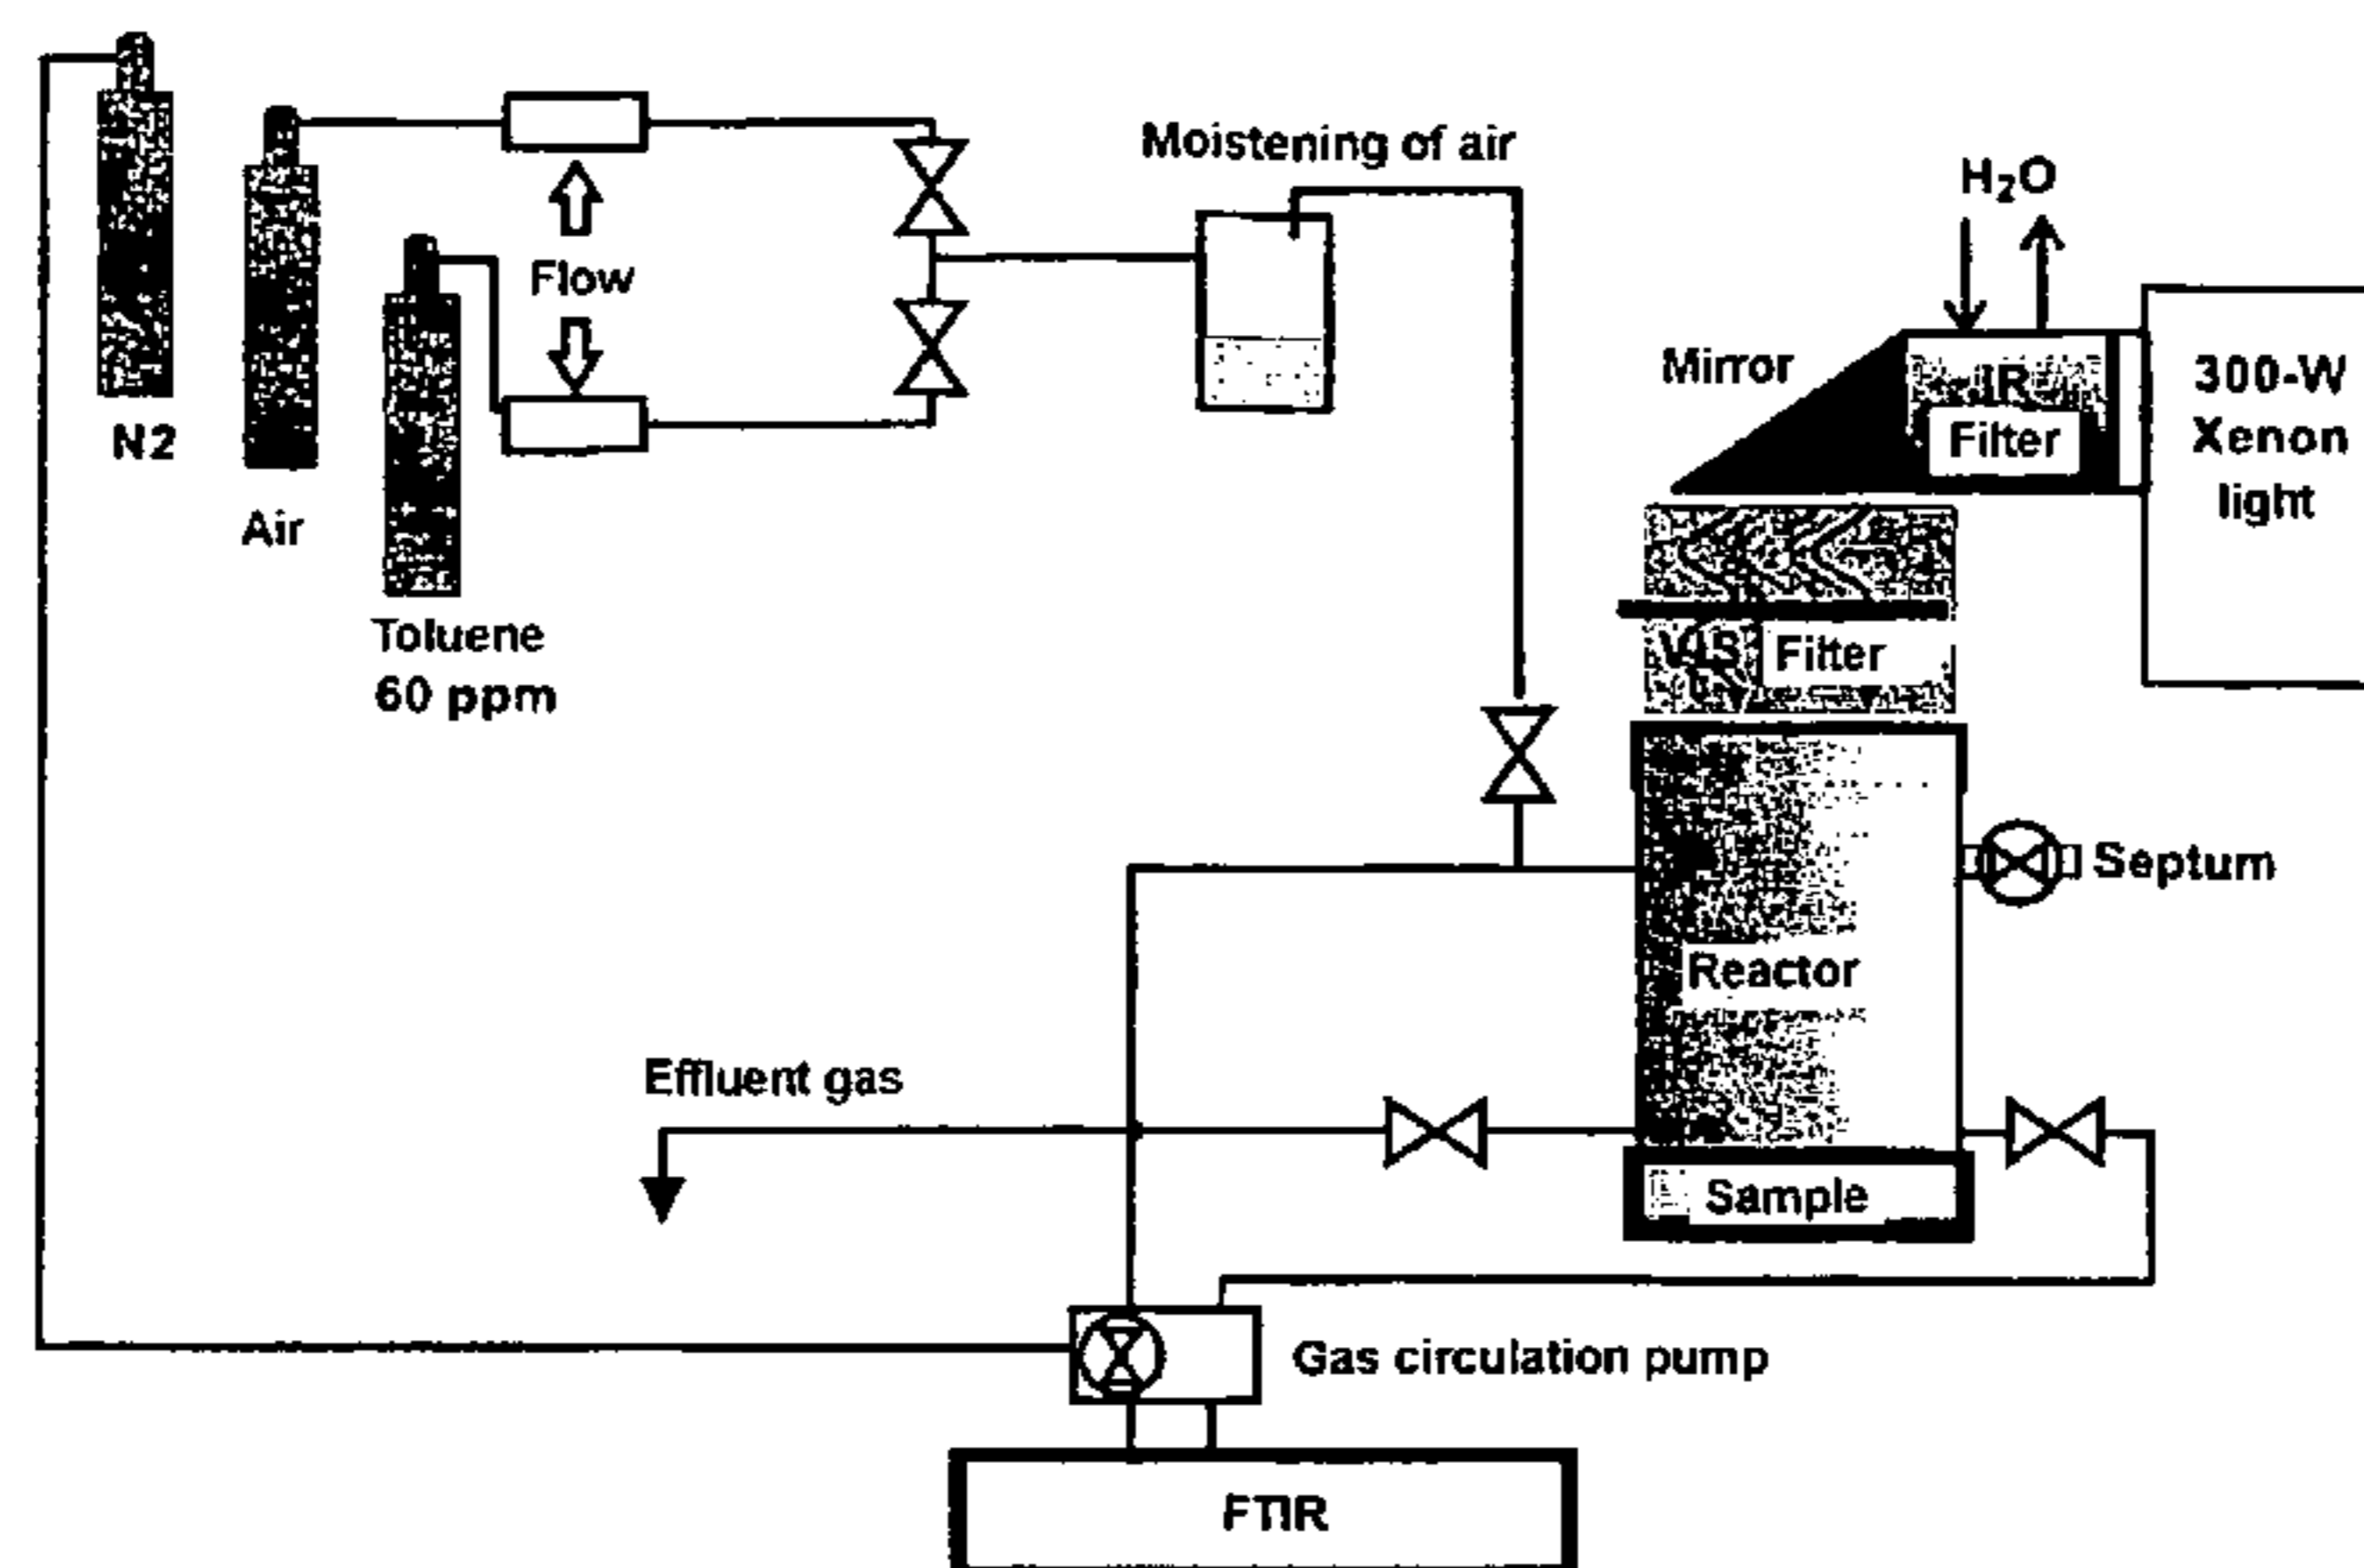 N2
Air
Toluene
60 ppm
Flow
Moistening of air
H₂O
Mirror
IR
Filter
300-W
Xenon
light
VIS Filter
Septum
Reactor
Effluent gas
Sample
Gas circulation pump
FTIR